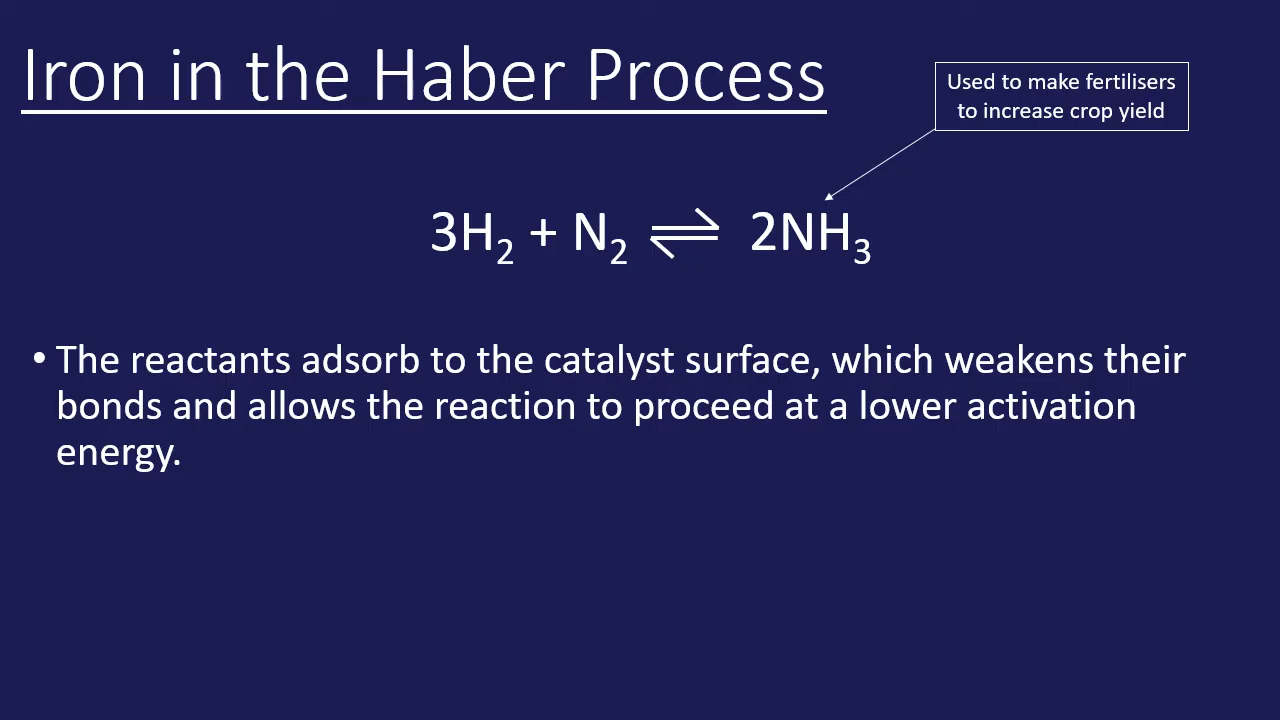 Iron in the Haber Process
Used to make fertilisers
to increase crop yield
3H₂ + N₂ ⇌ 2NH₃
• The reactants adsorb to the catalyst surface, which weakens their
bonds and allows the reaction to proceed at a lower activation
energy.